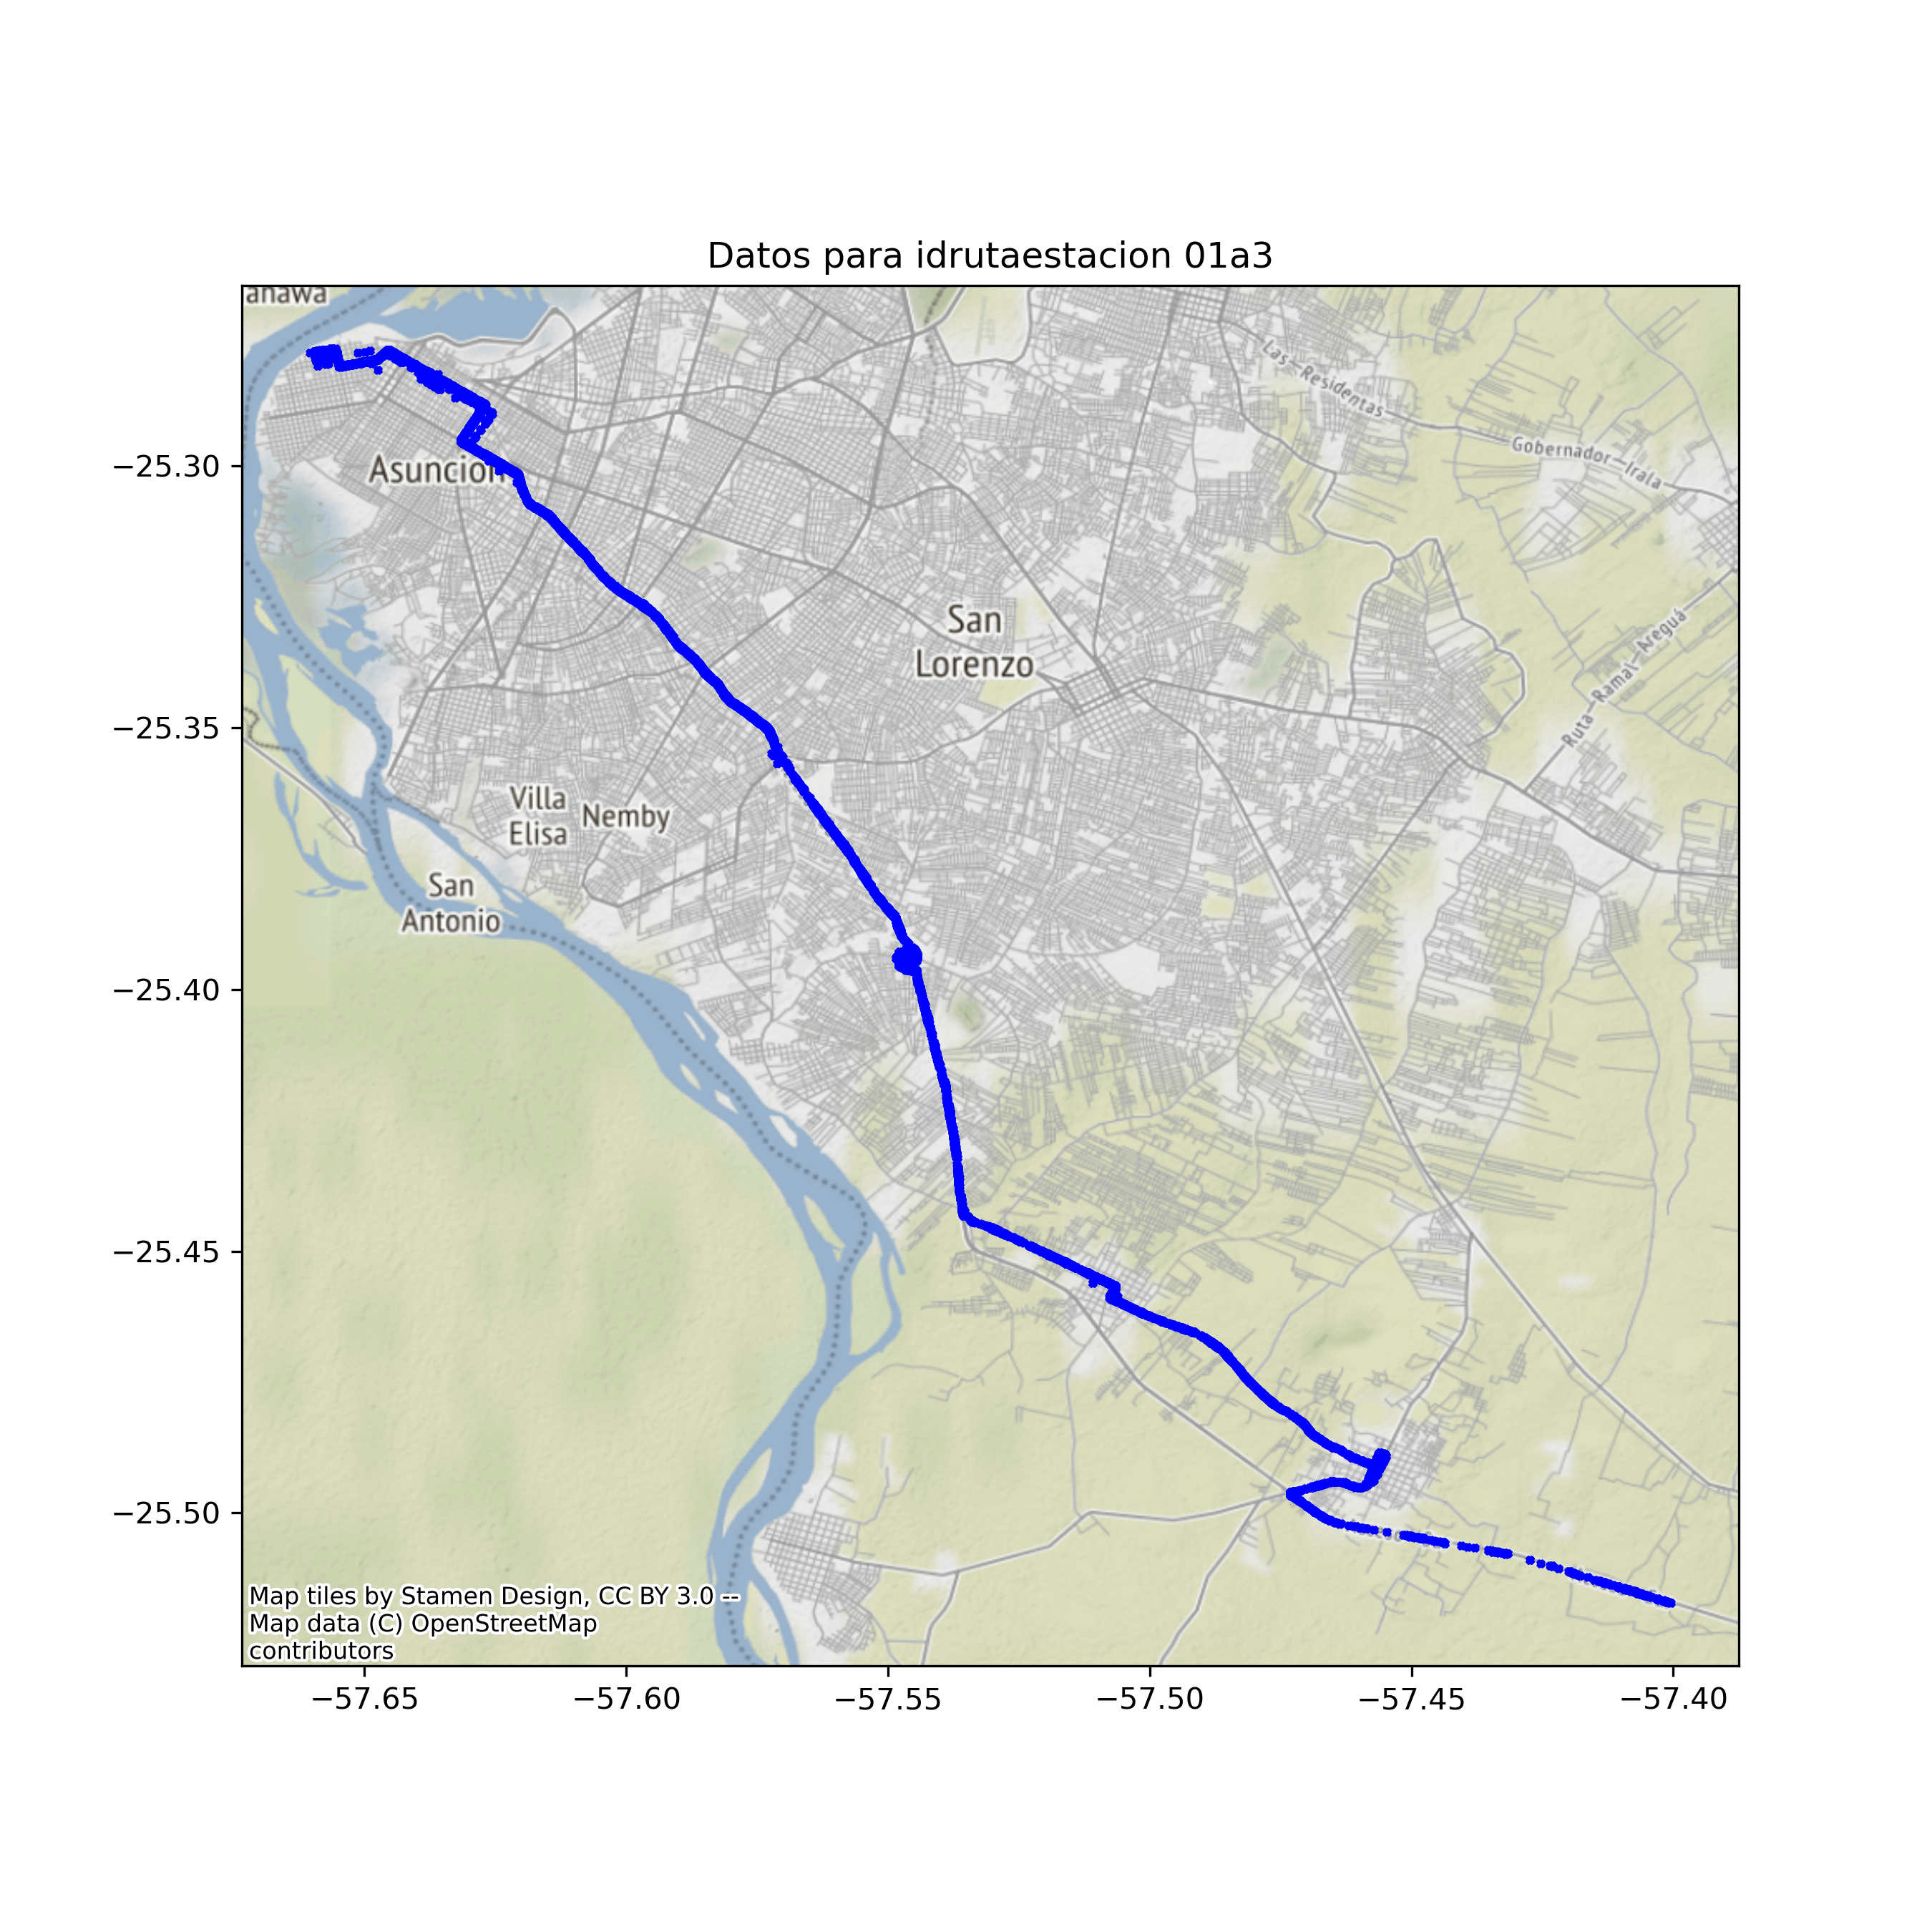 Datos para idrutaestacion 01a3
anawa
Las Residentas
Gobernador Irala
−25.30
Asuncion
San
Lorenzo
Ruta Ramal Areguá
−25.35
Villa
Elisa
Nemby
San
Antonio
−25.40
−25.45
−25.50
Map tiles by Stamen Design, CC BY 3.0 --
Map data (C) OpenStreetMap
contributors
−57.65
−57.60
−57.55
−57.50
−57.45
−57.40